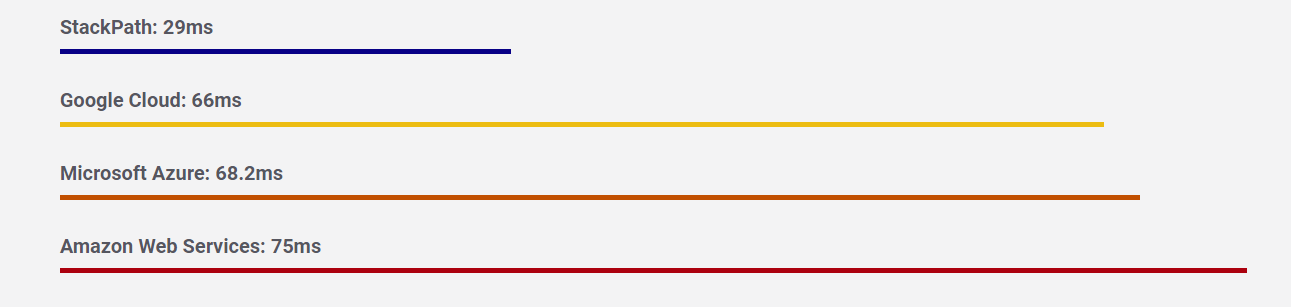 StackPath: 29ms
Google Cloud: 66ms
Microsoft Azure: 68.2ms
Amazon Web Services: 75ms